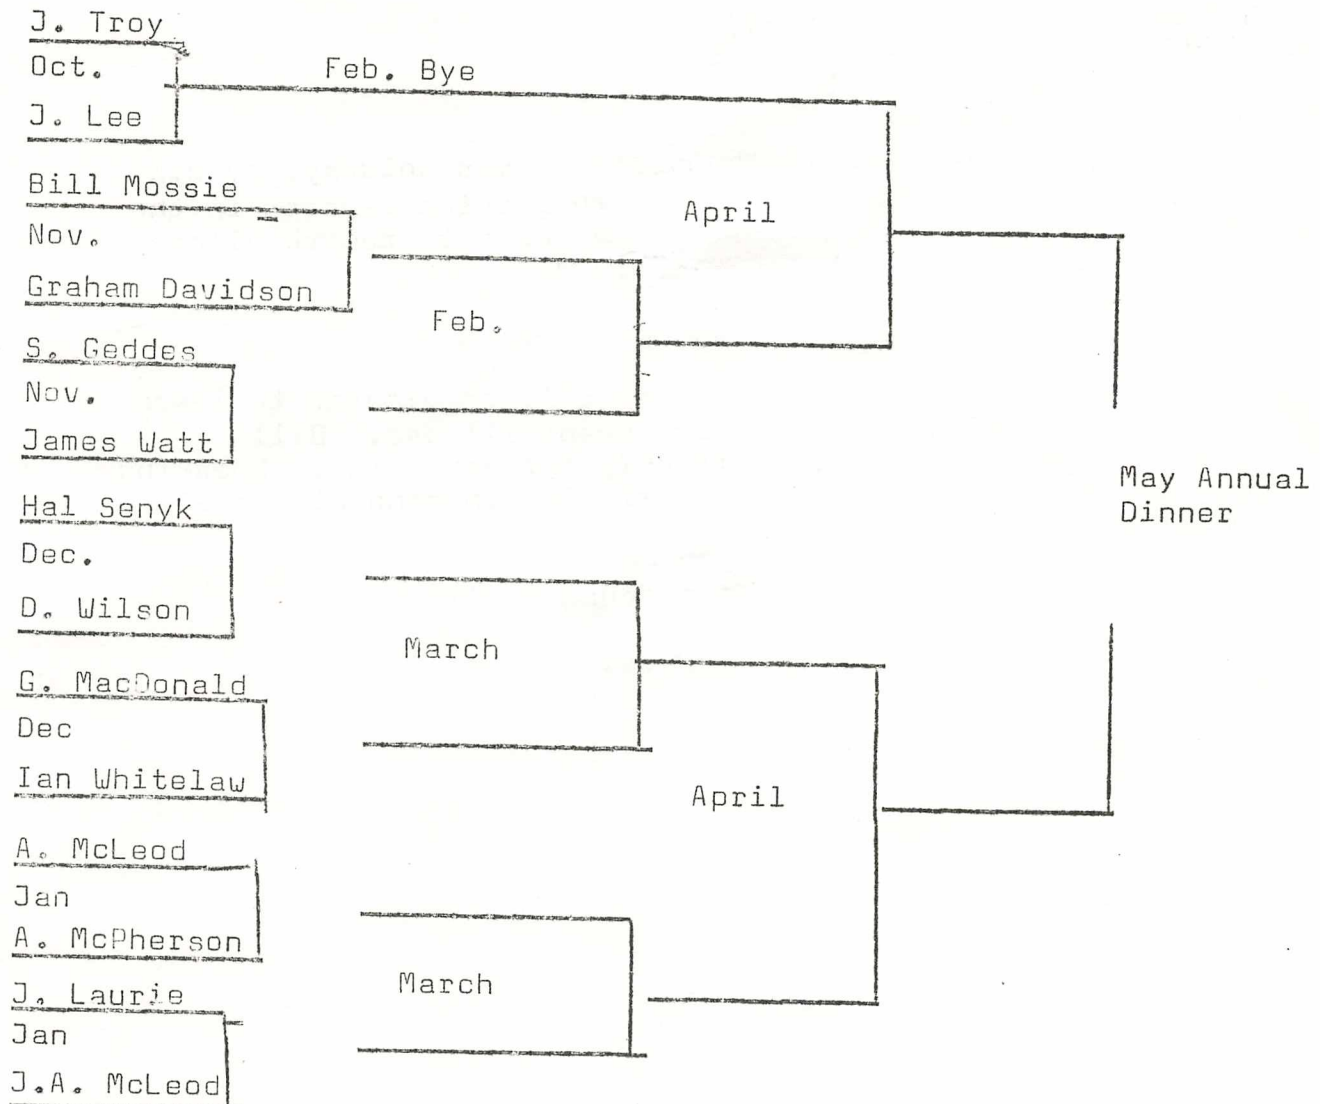 J. Troy
Oct.
Feb. Bye
J. Lee
Bill Mossie
Nov.
April
Graham Davidson
Feb.
S. Geddes
Nov.
James Watt
May Annual
Dinner
Hal Senyk
Dec.
D. Wilson
March
G. MacDonald
Dec
Ian Whitelaw
April
A. McLeod
Jan
A. McPherson
March
J. Laurie
Jan
J.A. McLeod